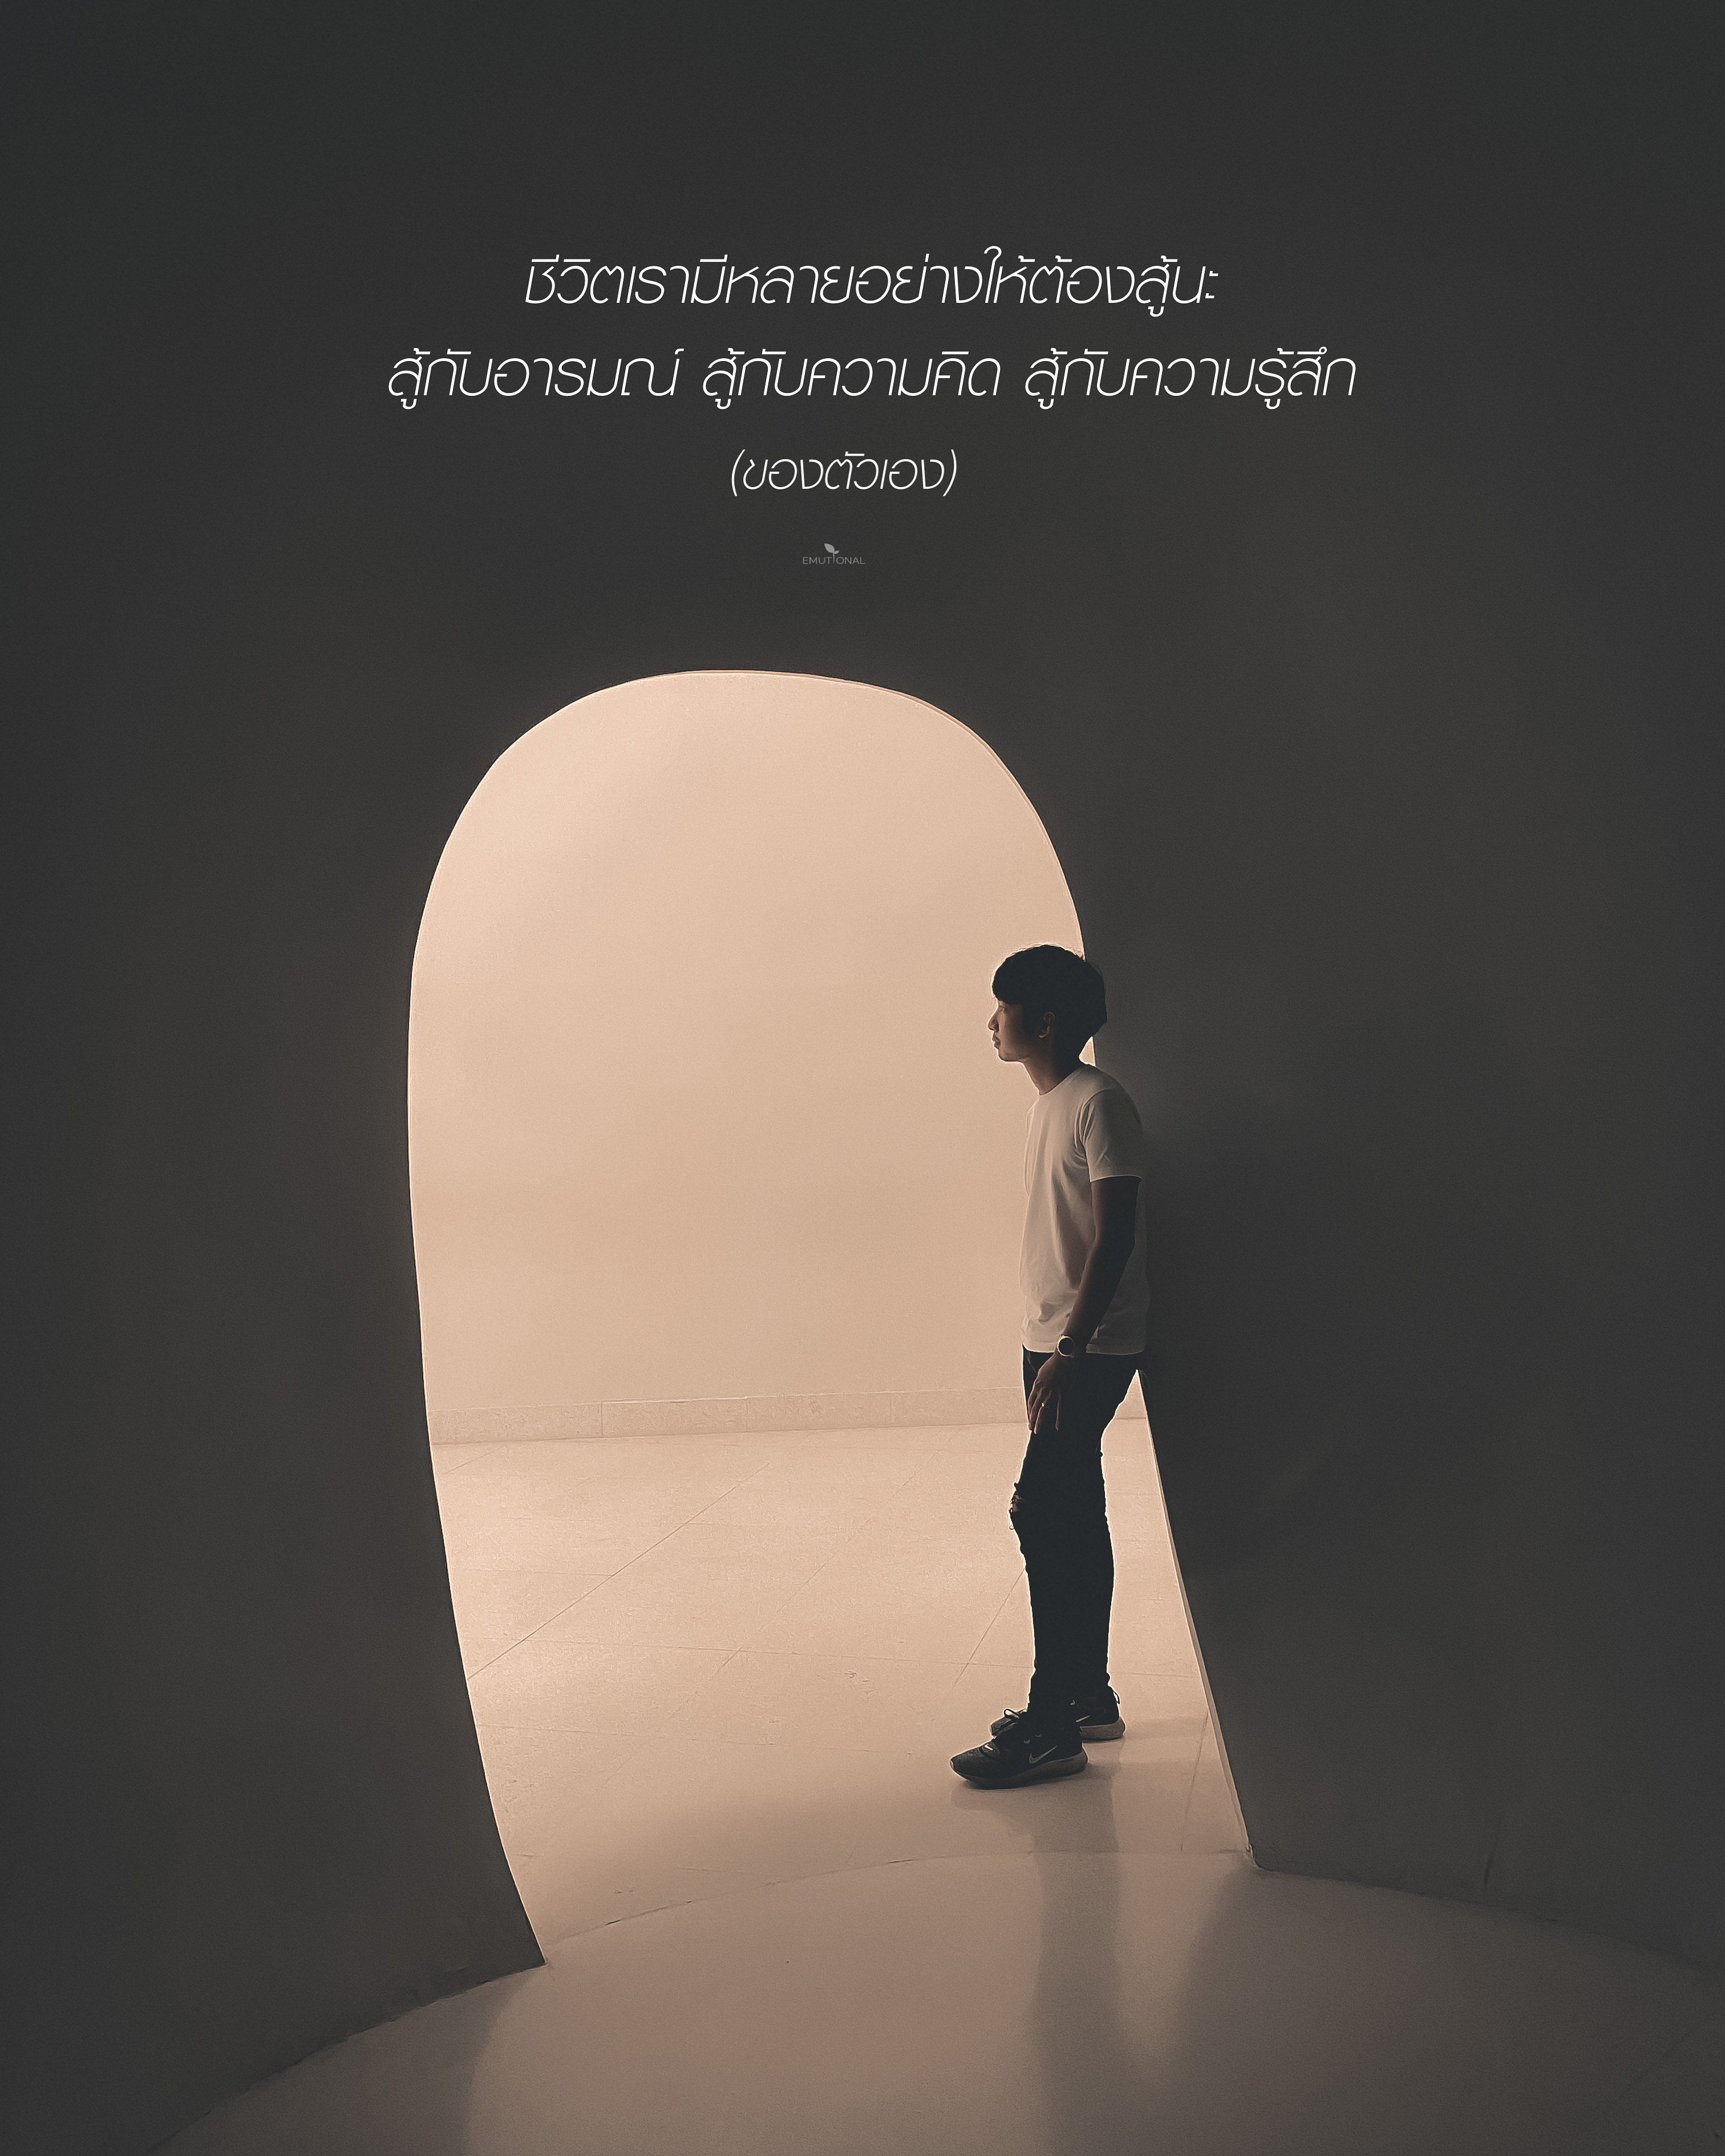 ชีวิตเรามีหลายอย่างให้ต้องสู้นะ
สู้กับอารมณ์ สู้กับความคิด สู้กับความรู้สึก
(ของตัวเอง)
EMUTIONAL